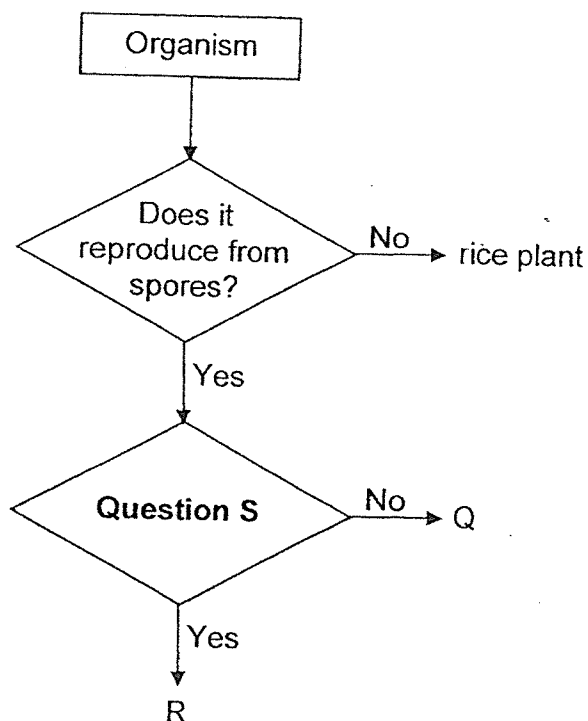 Organism
Does it
reproduce from
spores?
No
rice plant
Yes
Question S
No
Q
Yes
R